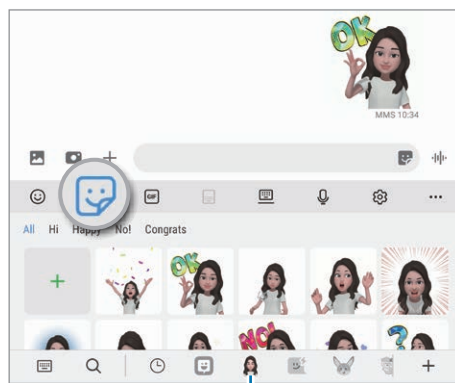 OK
MMS 10:34
GIF
All Hi Happy No! Congrats
OK
NO!
?